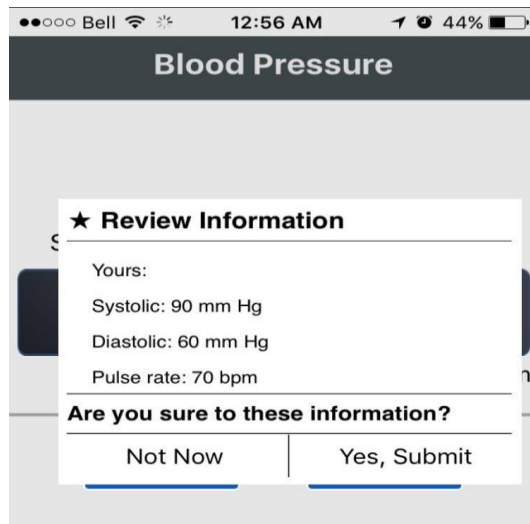 Bell 12:56 AM 44%
Blood Pressure
★ Review Information
Yours:
Systolic: 90 mm Hg
Diastolic: 60 mm Hg
Pulse rate: 70 bpm
Are you sure to these information?
Not Now Yes, Submit